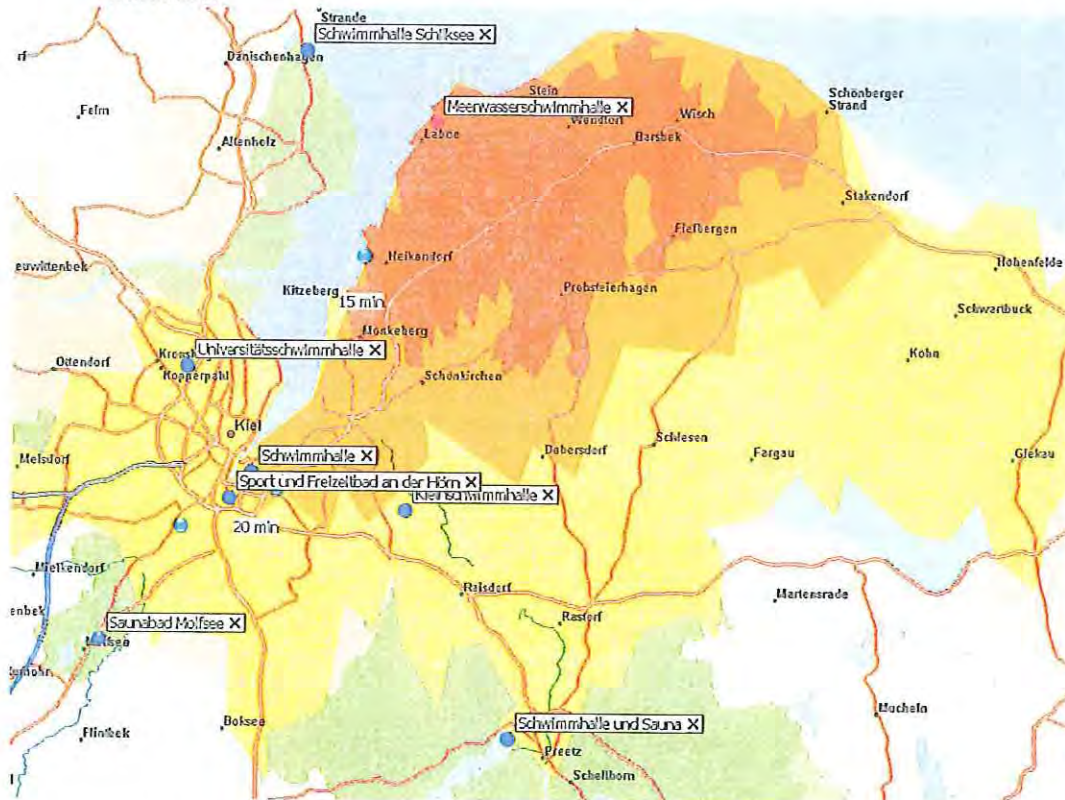 Strande
Schwimmhalle Schilksee X
Dänischenhagen
Felm
Altenholz
Stein
Meerwasserschwimmhalle X
Wendtorf
Wisch
Schönberger
Strand
Laboe
Barsbek
Stakendorf
Fiefbergen
Heikendorf
Hohenfelde
Kitzeberg
15 min
Probsteierhagen
Schwartbuck
Mönkeberg
Universitätsschwimmhalle X
Ottendorf
Kopperpahl
Köhn
Schönkirchen
Kiel
Melsdorf
Schwimmhalle X
Dobersdorf
Schlesen
Fargau
Giekau
Sport und Freizeitbad an der Hörn X
Kleinschwimmhalle X
20 min
Mielkendorf
Raisdorf
Martensrade
enbek
Rastorf
Saunabad Molfsee X
Molfsee
Boksee
Flintbek
Schwimmhalle und Sauna X
Mucheln
Preetz
Schellhorn